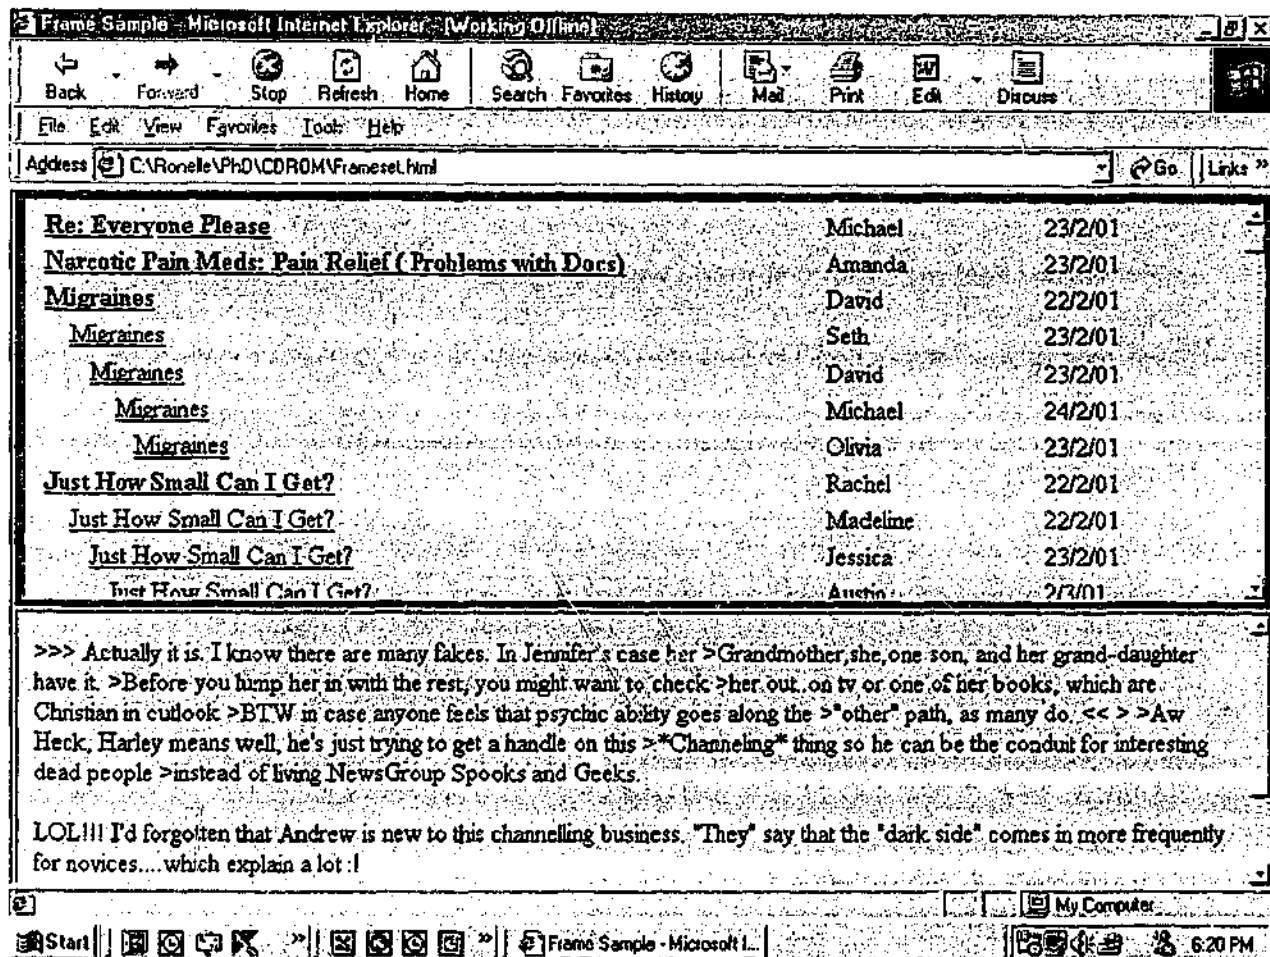 Frame Sample - Microsoft Internet Explorer - [Working Offline]
Back Forward Stop Refresh Home Search Favorites History Mail Print Edit Discuss
File Edit View Favorites Tools Help
Address C:\Ronelle\PhD\CDROM\Frameset.html Go Links »
Re: Everyone Please Michael 23/2/01
Narcotic Pain Meds: Pain Relief ( Problems with Docs) Amanda 23/2/01
Migraines David 22/2/01
Migraines Seth 23/2/01
Migraines David 23/2/01
Migraines Michael 24/2/01
Migraines Olivia 23/2/01
Just How Small Can I Get? Rachel 22/2/01
Just How Small Can I Get? Madeline 22/2/01
Just How Small Can I Get? Jessica 23/2/01
Just How Small Can I Get? Austin 2/3/01
>>> Actually it is. I know there are many fakes. In Jennifer's case her >Grandmother,she,one son, and her grand-daughter
have it. >Before you lump her in with the rest, you might want to check >her out..on tv or one of her books, which are
Christian in outlook >BTW in case anyone feels that psychic ability goes along the >"other" path, as many do. << > >Aw
Heck, Harley means well, he's just trying to get a handle on this >*Channeling* thing so he can be the conduit for interesting
dead people >instead of living NewsGroup Spooks and Geeks.
LOL!!! I'd forgotten that Andrew is new to this channelling business. "They" say that the "dark side" comes in more frequently
for novices....which explain a lot :l
My Computer
Start » » Frame Sample - Microsoft I... 6:20 PM